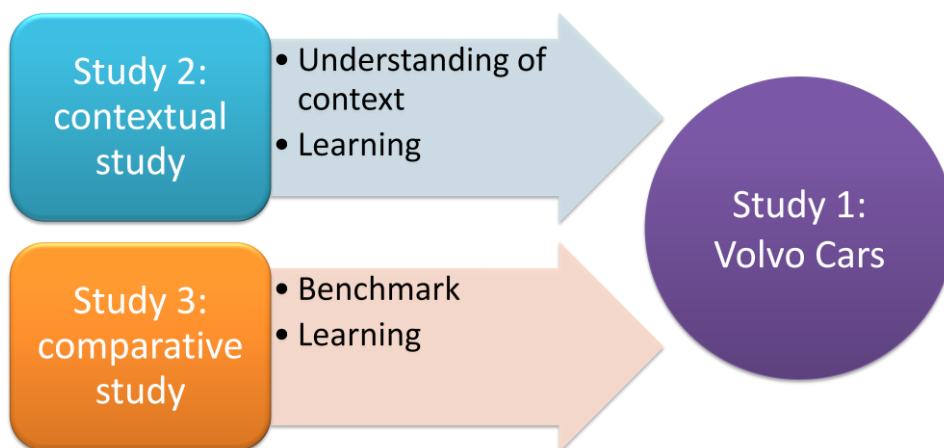 Study 2:
contextual
study
• Understanding of
context
• Learning
Study 3:
comparative
study
• Benchmark
• Learning
Study 1:
Volvo Cars